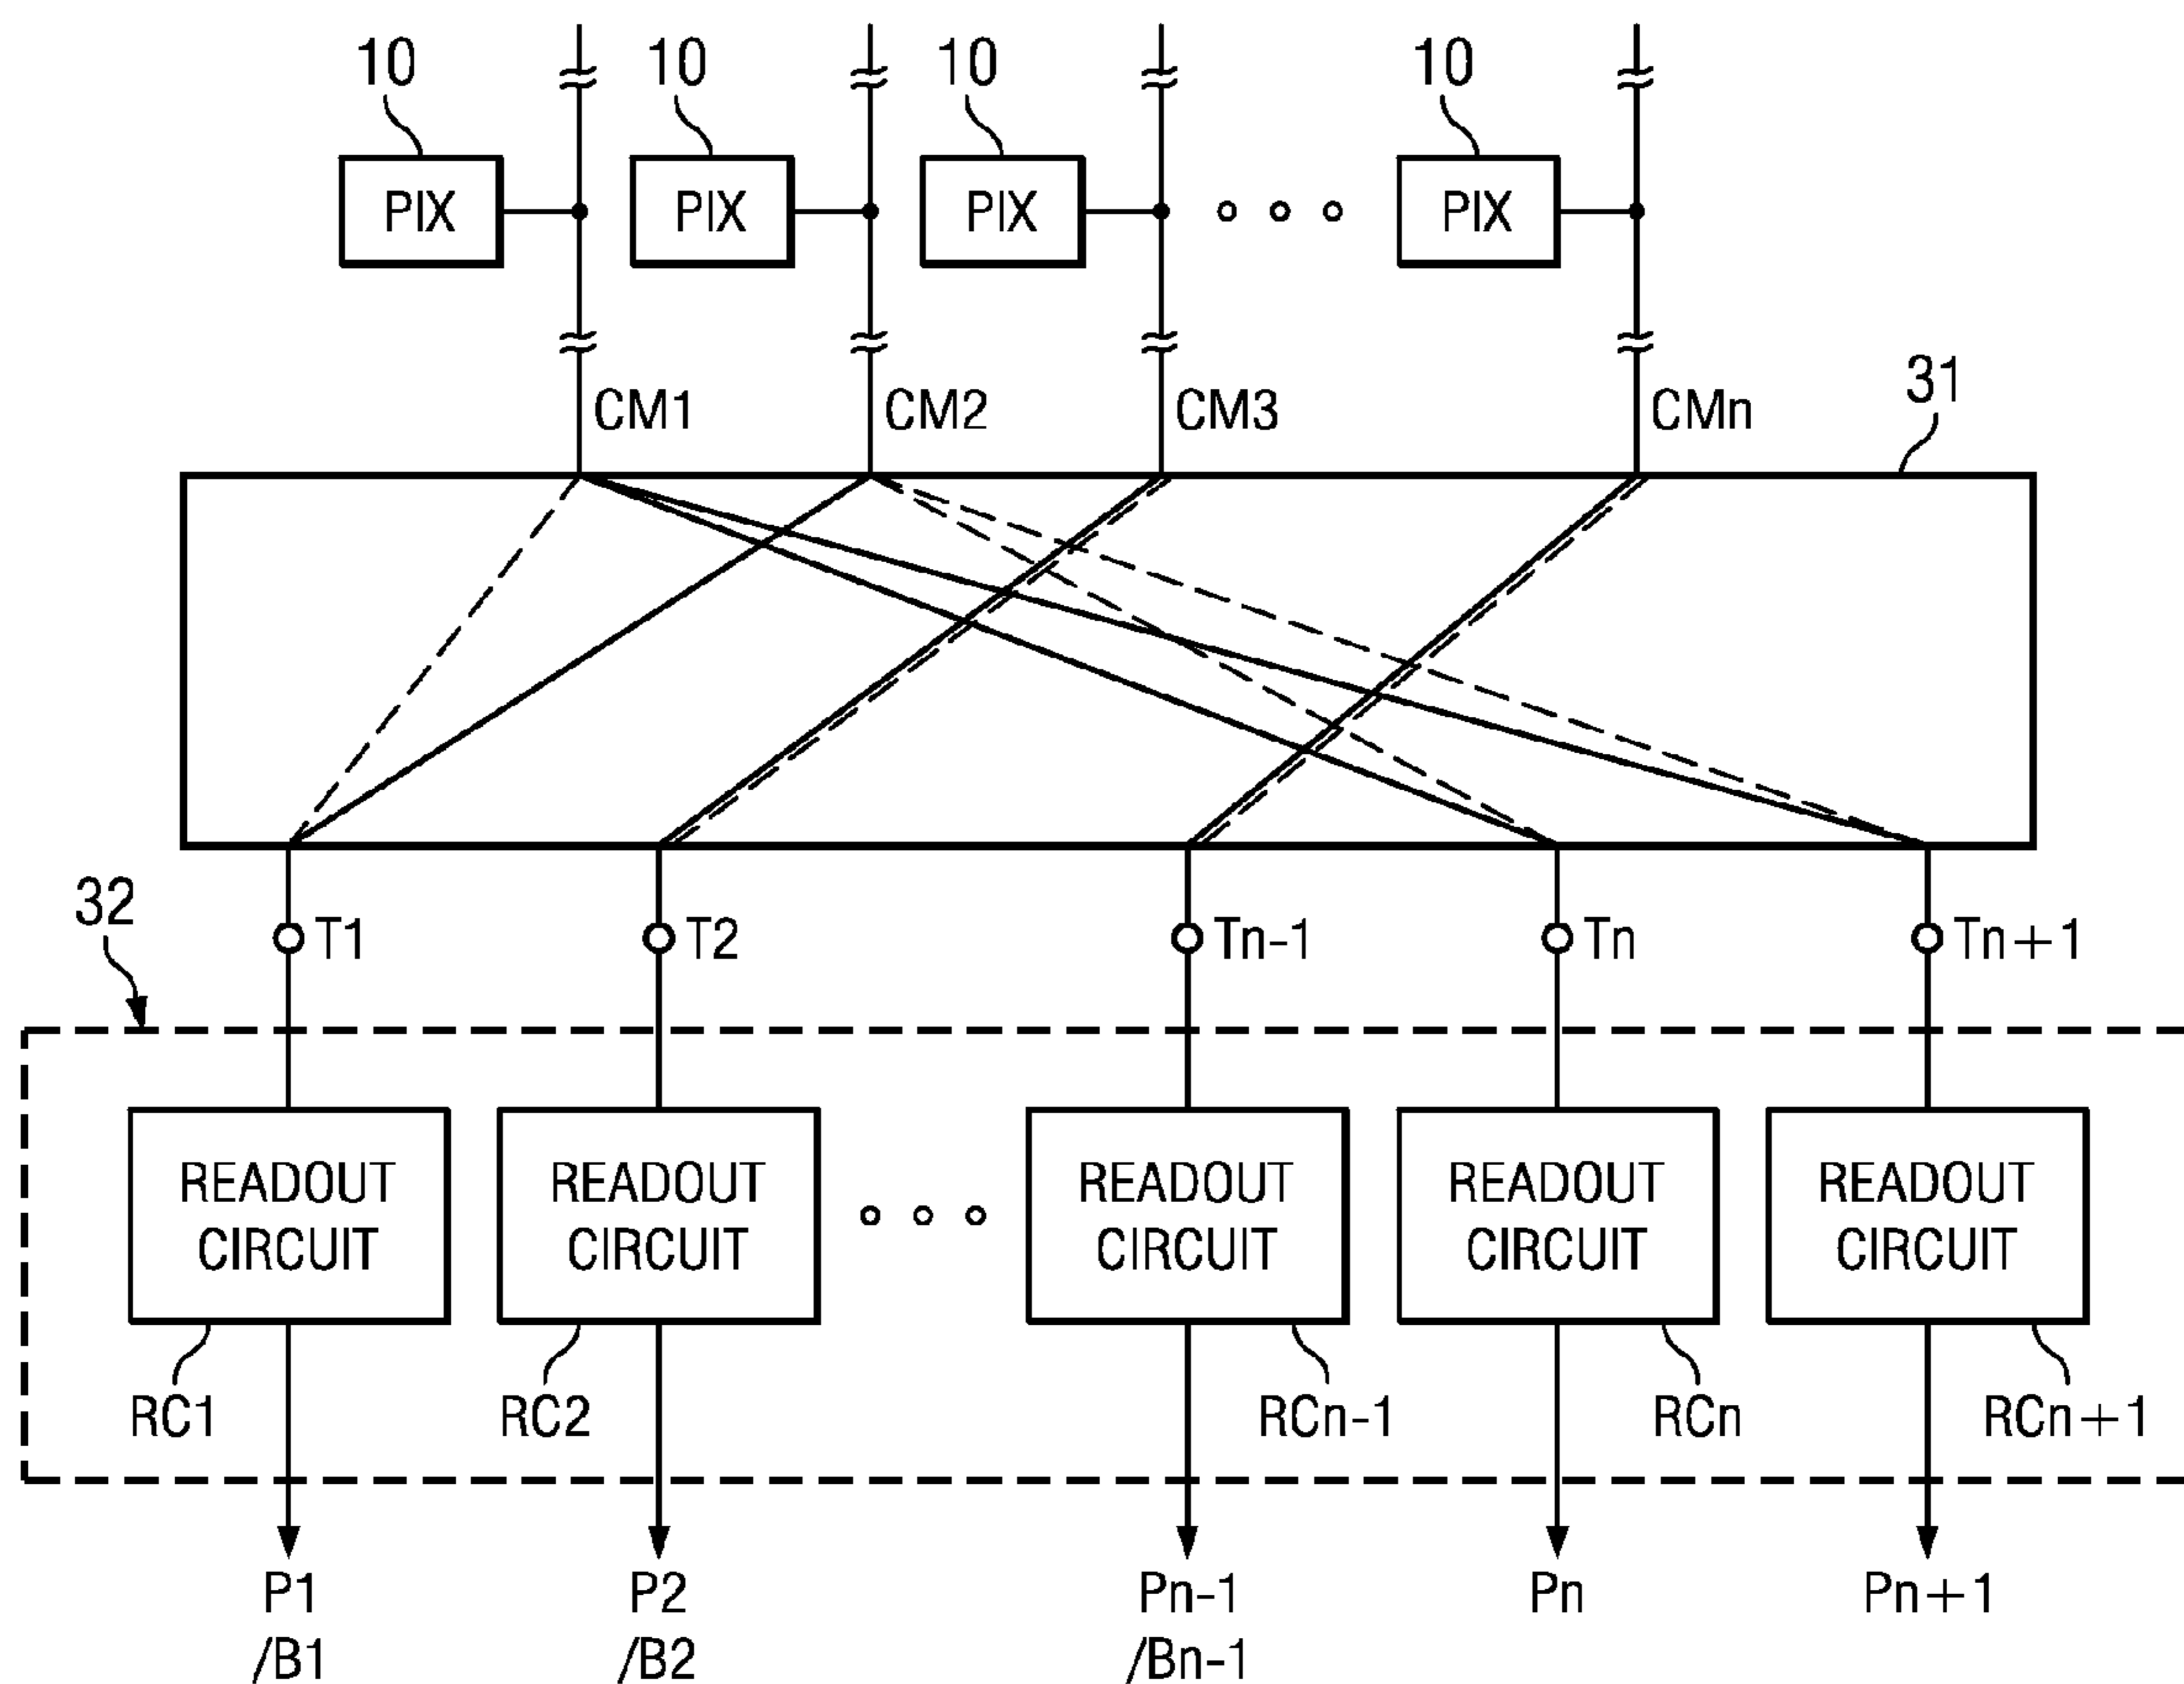 10 10 10 10
PIX PIX PIX PIX
CM1 CM2 CM3 CMn
31
32
T1 T2 Tn-1 Tn Tn+1
READOUT READOUT READOUT READOUT READOUT
CIRCUIT CIRCUIT CIRCUIT CIRCUIT CIRCUIT
RC1 RC2 RCn-1 RCn RCn+1
P1 P2 Pn-1 Pn Pn+1
/B1 /B2 /Bn-1